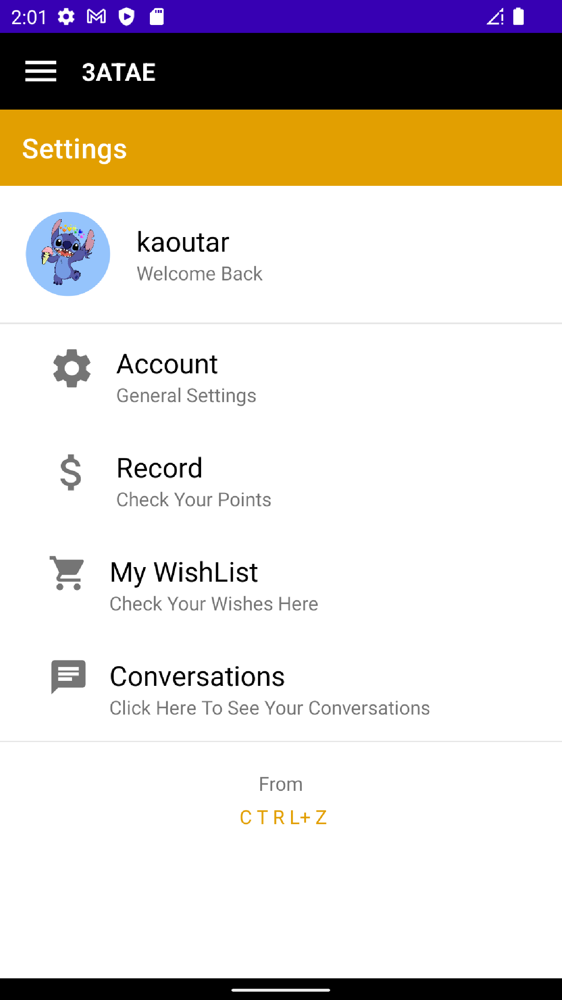 2:01
3ATAE
Settings
kaoutar
Welcome Back
Account
General Settings
Record
Check Your Points
My WishList
Check Your Wishes Here
Conversations
Click Here To See Your Conversations
From
C T R L+ Z